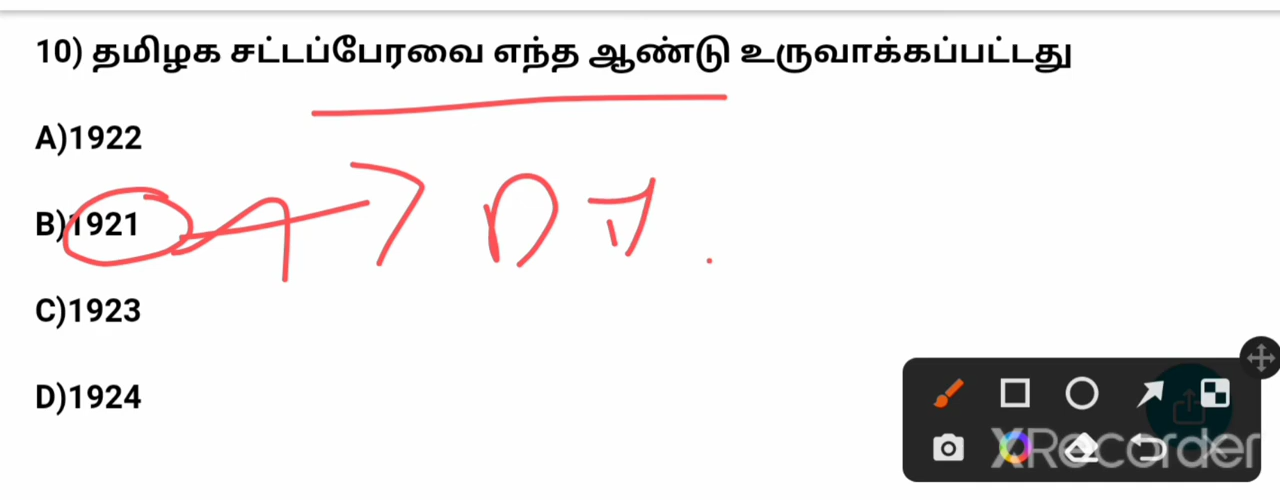 10) தமிழக சட்டப்பேரவை எந்த ஆண்டு உருவாக்கப்பட்டது
A)1922
B)1921
C)1923
D)1924
XRecorder